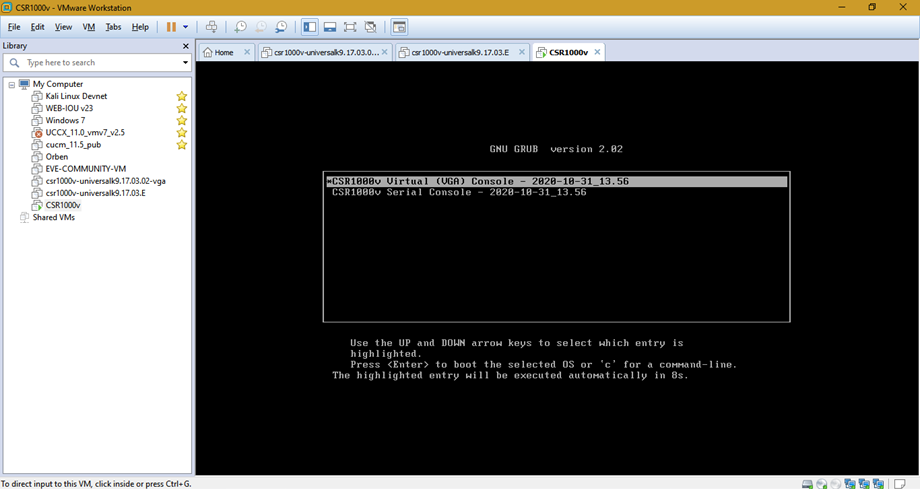 CSR1000v - VMware Workstation
File Edit View VM Tabs Help
Library
Type here to search
My Computer
Kali Linux Devnet
WEB-IOU v23
Windows 7
UCCX_11.0_vmv7_v2.5
cucm_11.5_pub
Orben
EVE-COMMUNITY-VM
csr1000v-universalk9.17.03.02-vga
csr1000v-universalk9.17.03.E
CSR1000v
Shared VMs
Home csr1000v-universalk9.17.03.0... csr1000v-universalk9.17.03.E CSR1000v
GNU GRUB version 2.02
*CSR1000v Virtual (VGA) Console - 2020-10-31_13.56
CSR1000v Serial Console - 2020-10-31_13.56
Use the UP and DOWN arrow keys to select which entry is
highlighted.
Press <Enter> to boot the selected OS or 'c' for a command-line.
The highlighted entry will be executed automatically in 8s.
To direct input to this VM, click inside or press Ctrl+G.